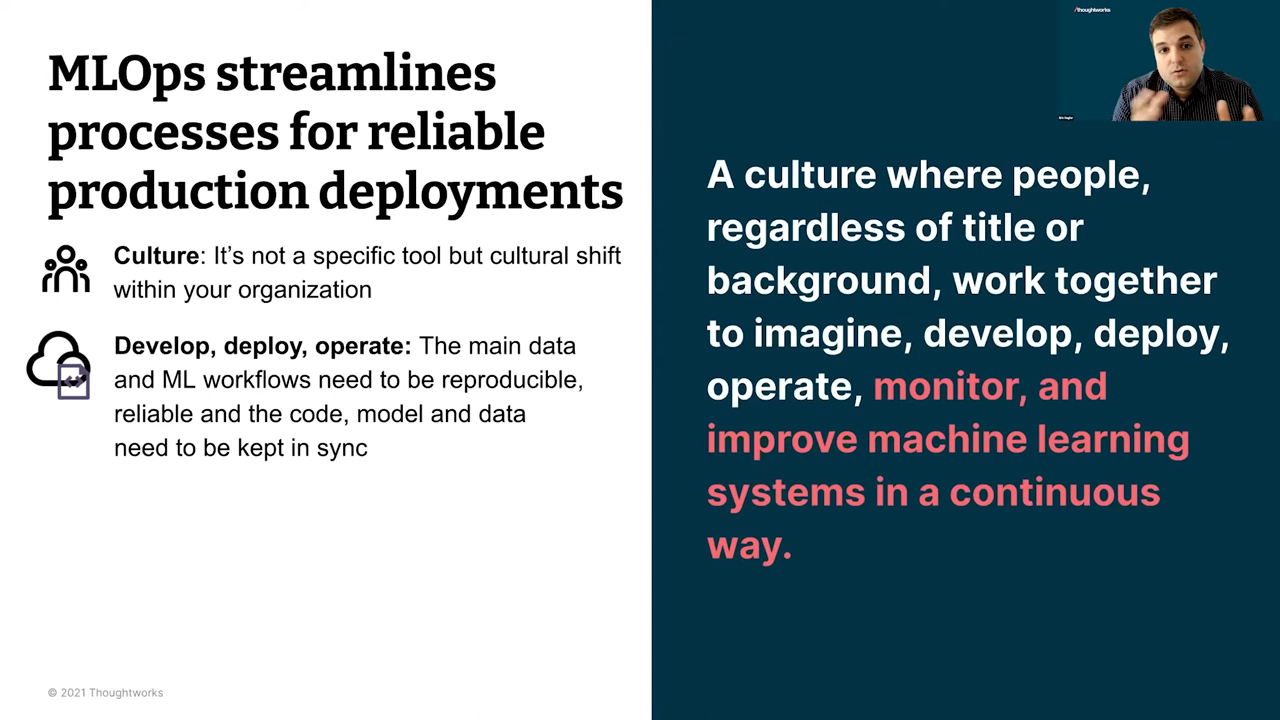 MLOps streamlines
processes for reliable
production deployments
Culture: It's not a specific tool but cultural shift
within your organization
Develop, deploy, operate: The main data
and ML workflows need to be reproducible,
reliable and the code, model and data
need to be kept in sync
© 2021 Thoughtworks
/thoughtworks
A culture where people,
regardless of title or
background, work together
to imagine, develop, deploy,
operate, monitor, and
improve machine learning
systems in a continuous
way.